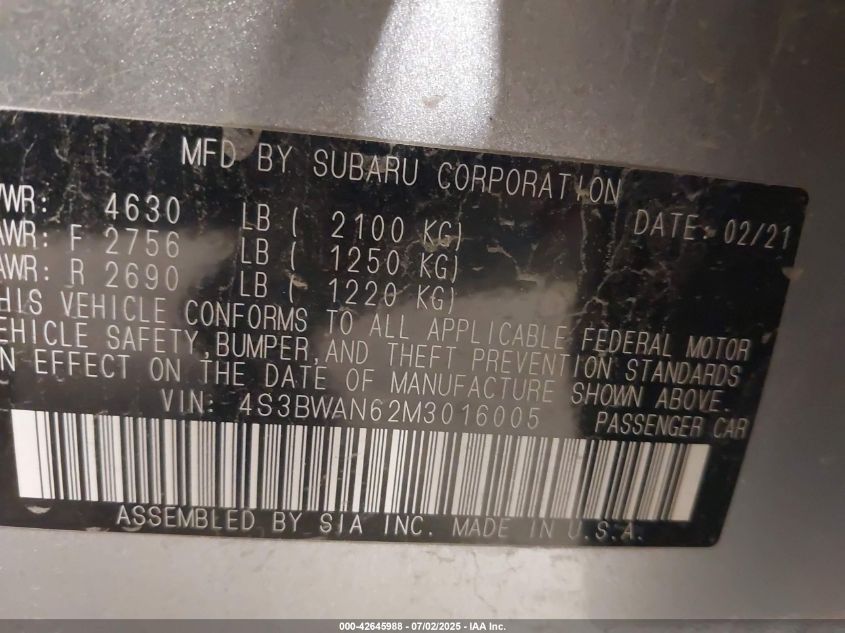 MFD BY SUBARU CORPORATION
VWR: 4630 LB ( 2100 KG) DATE: 02/21
AWR: F 2756 LB ( 1250 KG)
AWR: R 2690 LB ( 1220 KG)
HIS VEHICLE CONFORMS TO ALL APPLICABLE FEDERAL MOTOR
EHICLE SAFETY, BUMPER, AND THEFT PREVENTION STANDARDS
N EFFECT ON THE DATE OF MANUFACTURE SHOWN ABOVE.
VIN: 4S3BWAN62M3016005 PASSENGER CAR
ASSEMBLED BY SIA INC. MADE IN U.S.A.
000-42645988 - 07/02/2025 - IAA Inc.